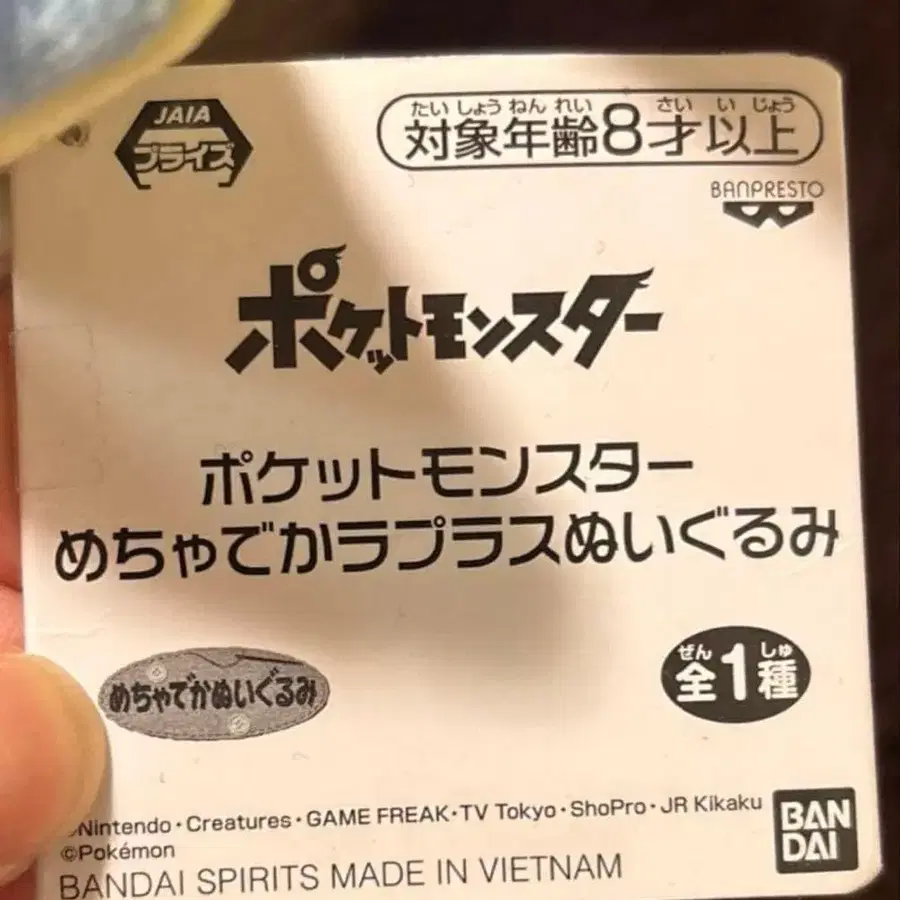 JAIA
プライズ
たいしょうねんれい さい いじょう
対象年齢8才以上
BANPRESTO
ポケットモンスター
ポケットモンスター
めちゃでかラプラスぬいぐるみ
めちゃでかぬいぐるみ
ぜん しゅ
全1種
©Nintendo・Creatures・GAME FREAK・TV Tokyo・ShoPro・JR Kikaku
©Pokémon
BANDAI SPIRITS MADE IN VIETNAM
BAN
DAI